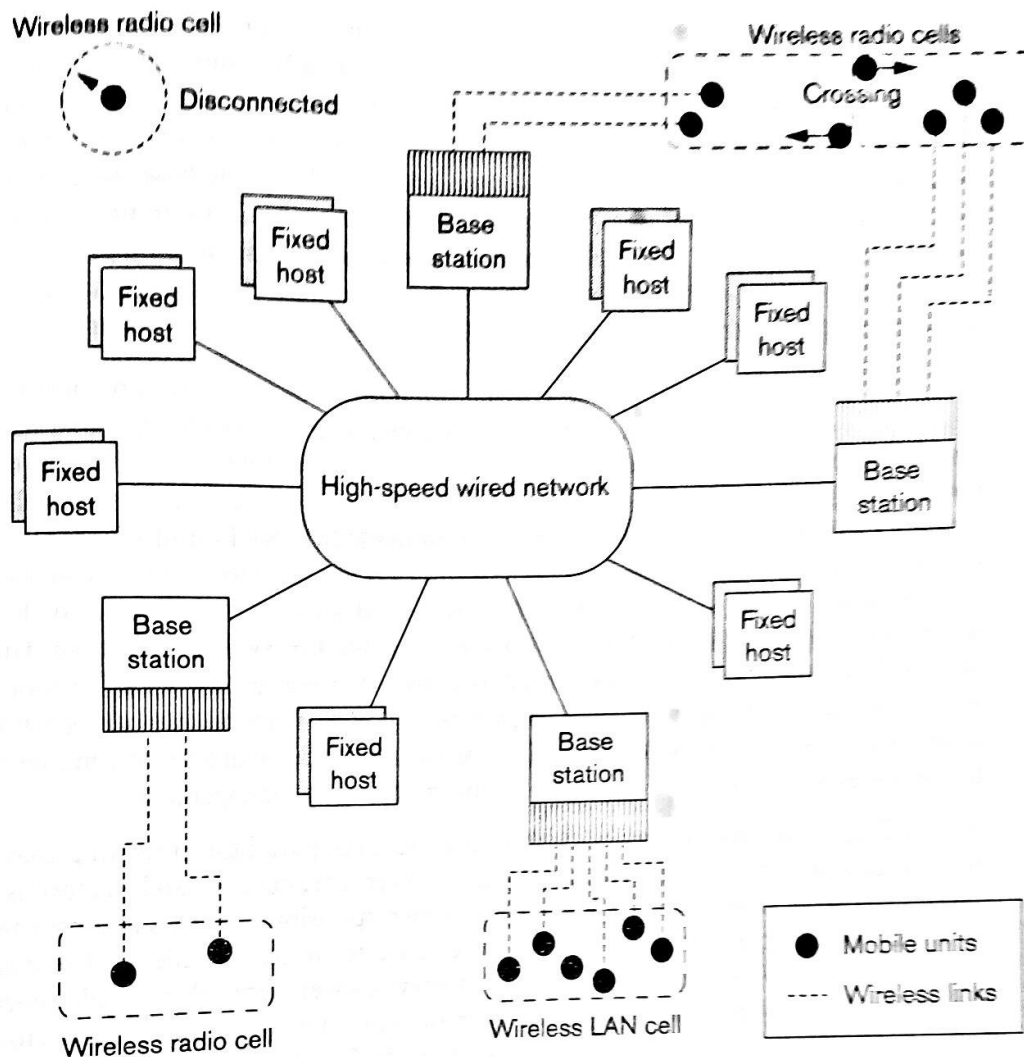 Wireless radio cell
Disconnected
Wireless radio cells
Crossing
Base
station
Fixed
host
Fixed
host
Fixed
host
Fixed
host
Fixed
host
High-speed wired network
Base
station
Base
station
Fixed
host
Fixed
host
Base
station
Mobile units
Wireless links
Wireless radio cell
Wireless LAN cell